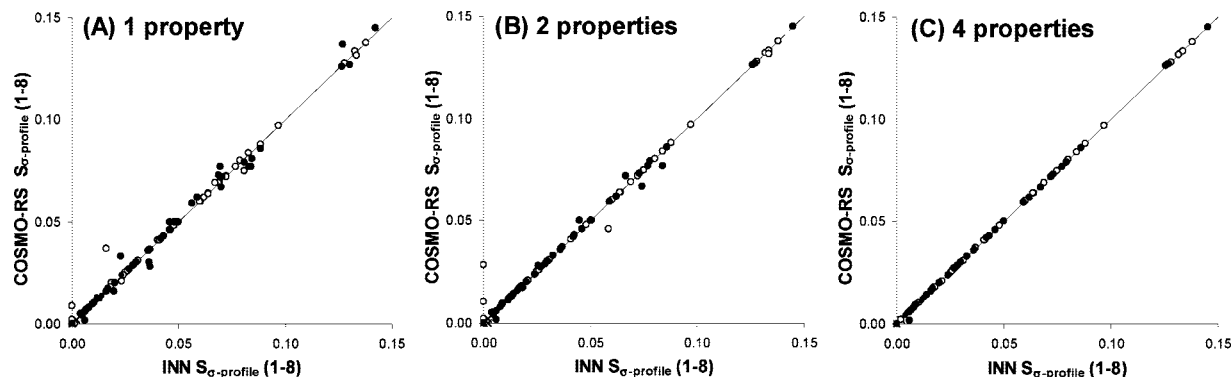 (A) 1 property
COSMO-RS Sσ-profile (1-8)
0.15
0.10
0.05
0.00
0.00 0.05 0.10 0.15
INN Sσ-profile (1-8)
(B) 2 properties
COSMO-RS Sσ-profile (1-8)
0.15
0.10
0.05
0.00
0.00 0.05 0.10 0.15
INN Sσ-profile (1-8)
(C) 4 properties
COSMO-RS Sσ-profile (1-8)
0.15
0.10
0.05
0.00
0.00 0.05 0.10 0.15
INN Sσ-profile (1-8)